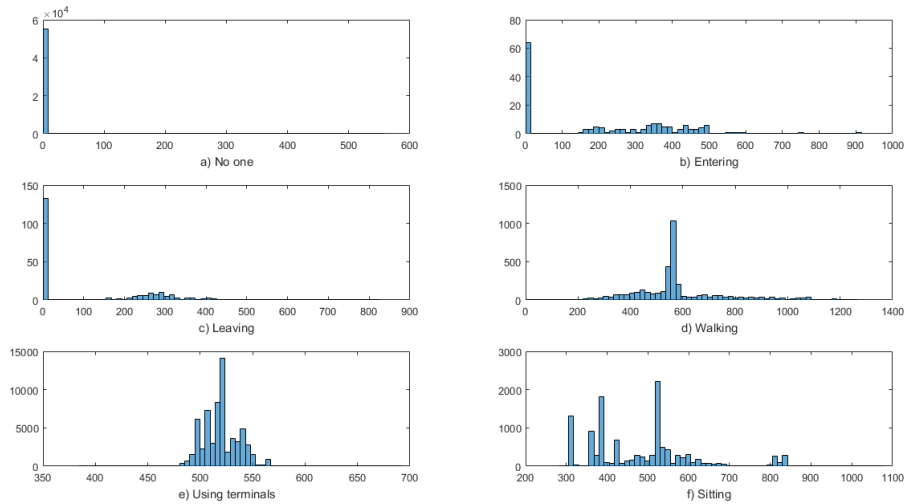 ×10⁴
6
4
2
0
0 100 200 300 400 500 600
a) No one
80
60
40
20
0
0 100 200 300 400 500 600 700 800 900 1000
b) Entering
150
100
50
0
0 100 200 300 400 500 600 700 800 900
c) Leaving
1500
1000
500
0
0 200 400 600 800 1000 1200 1400
d) Walking
15000
10000
5000
0
350 400 450 500 550 600 650 700
e) Using terminals
3000
2000
1000
0
200 300 400 500 600 700 800 900 1000 1100
f) Sitting